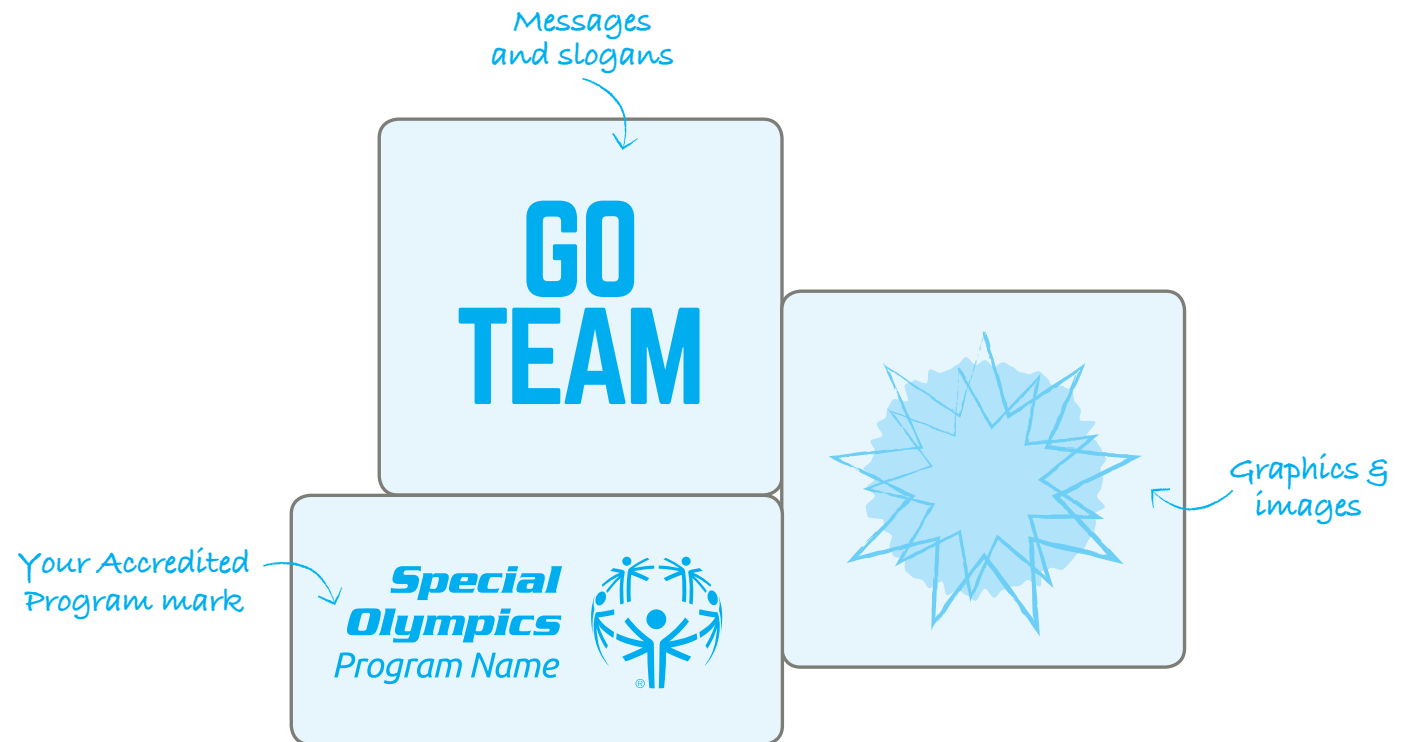 Messages
and slogans
GO
TEAM
Graphics &
images
Your Accredited
Program mark
Special
Olympics
Program Name
®